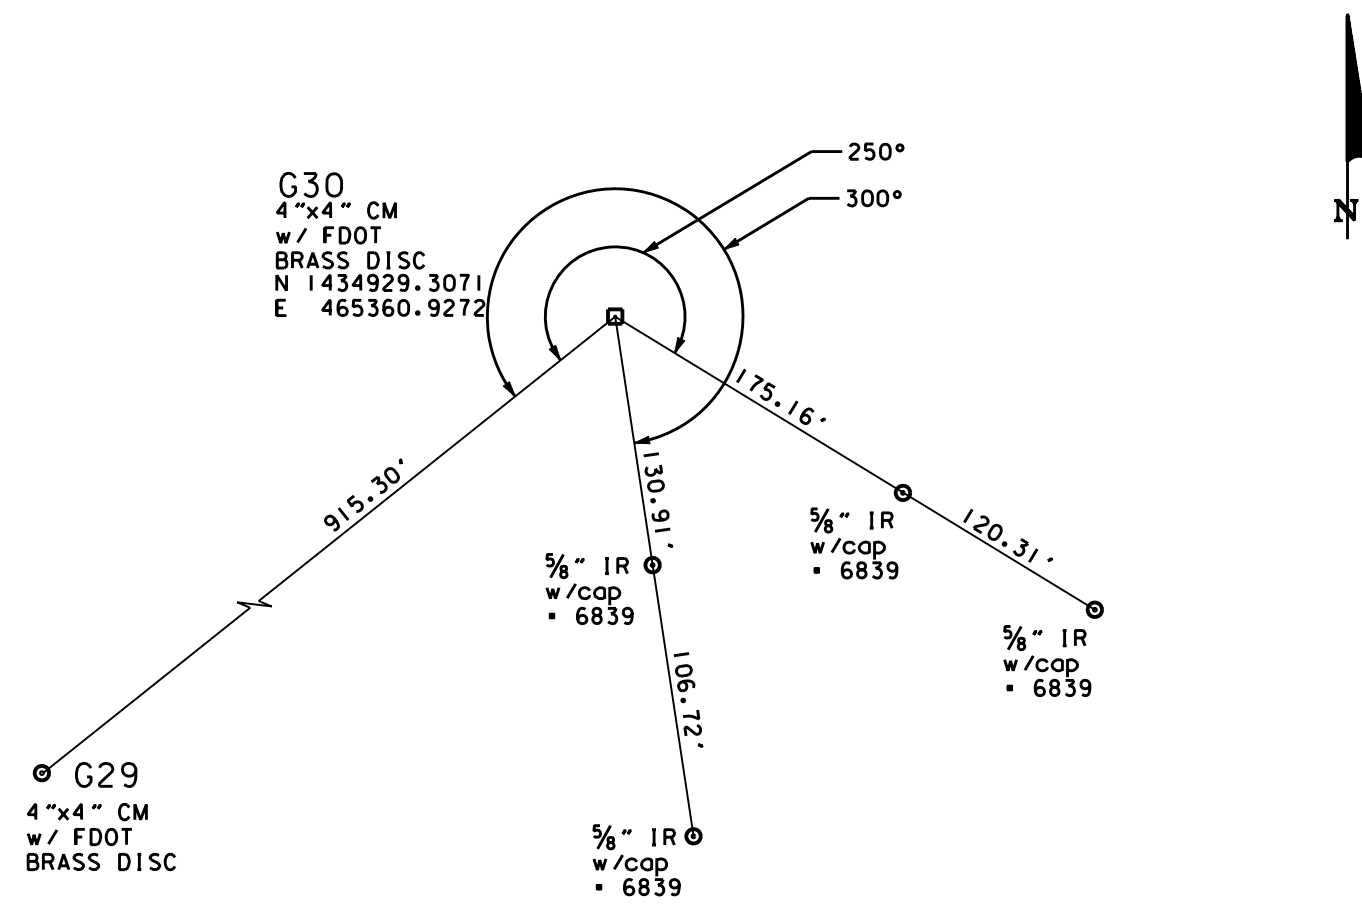 250°
300°
N
G30
4"x4" CM
w/ FDOT
BRASS DISC
N 1434929.3071
E 465360.9272
175.16'
915.30'
130.91'
5/8" IR
w/cap
▪ 6839
120.31'
5/8" IR
w/cap
▪ 6839
5/8" IR
w/cap
▪ 6839
106.72'
G29
4"x4" CM
w/ FDOT
BRASS DISC
5/8" IR
w/cap
▪ 6839